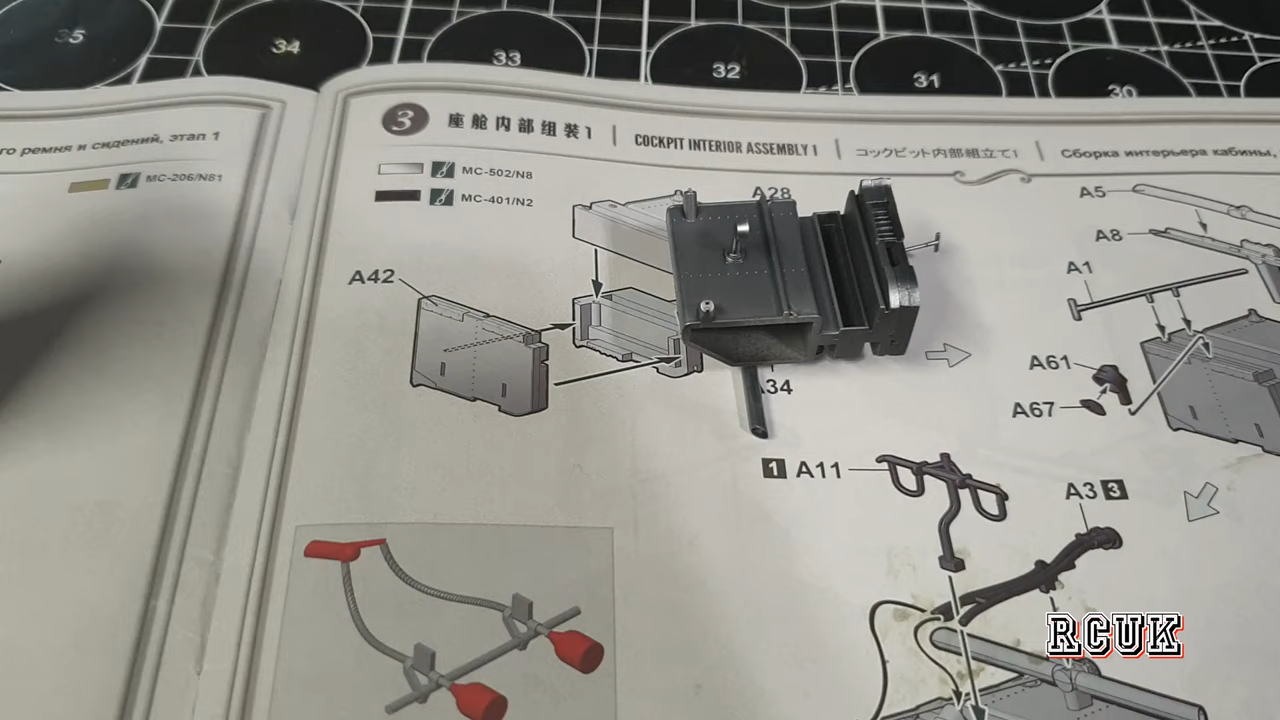 35
34
33
32
31
30
го ремня и сидений, этап 1
MC-206/N81
3 座舱内部组装1 | COCKPIT INTERIOR ASSEMBLY 1 | コックピット内部組立て1 | Сборка интерьера кабины,
MC-502/N8
MC-401/N2
A28
A5
A8
A42
A1
A61
A34
A67
1 A11
A3 3
RCUK